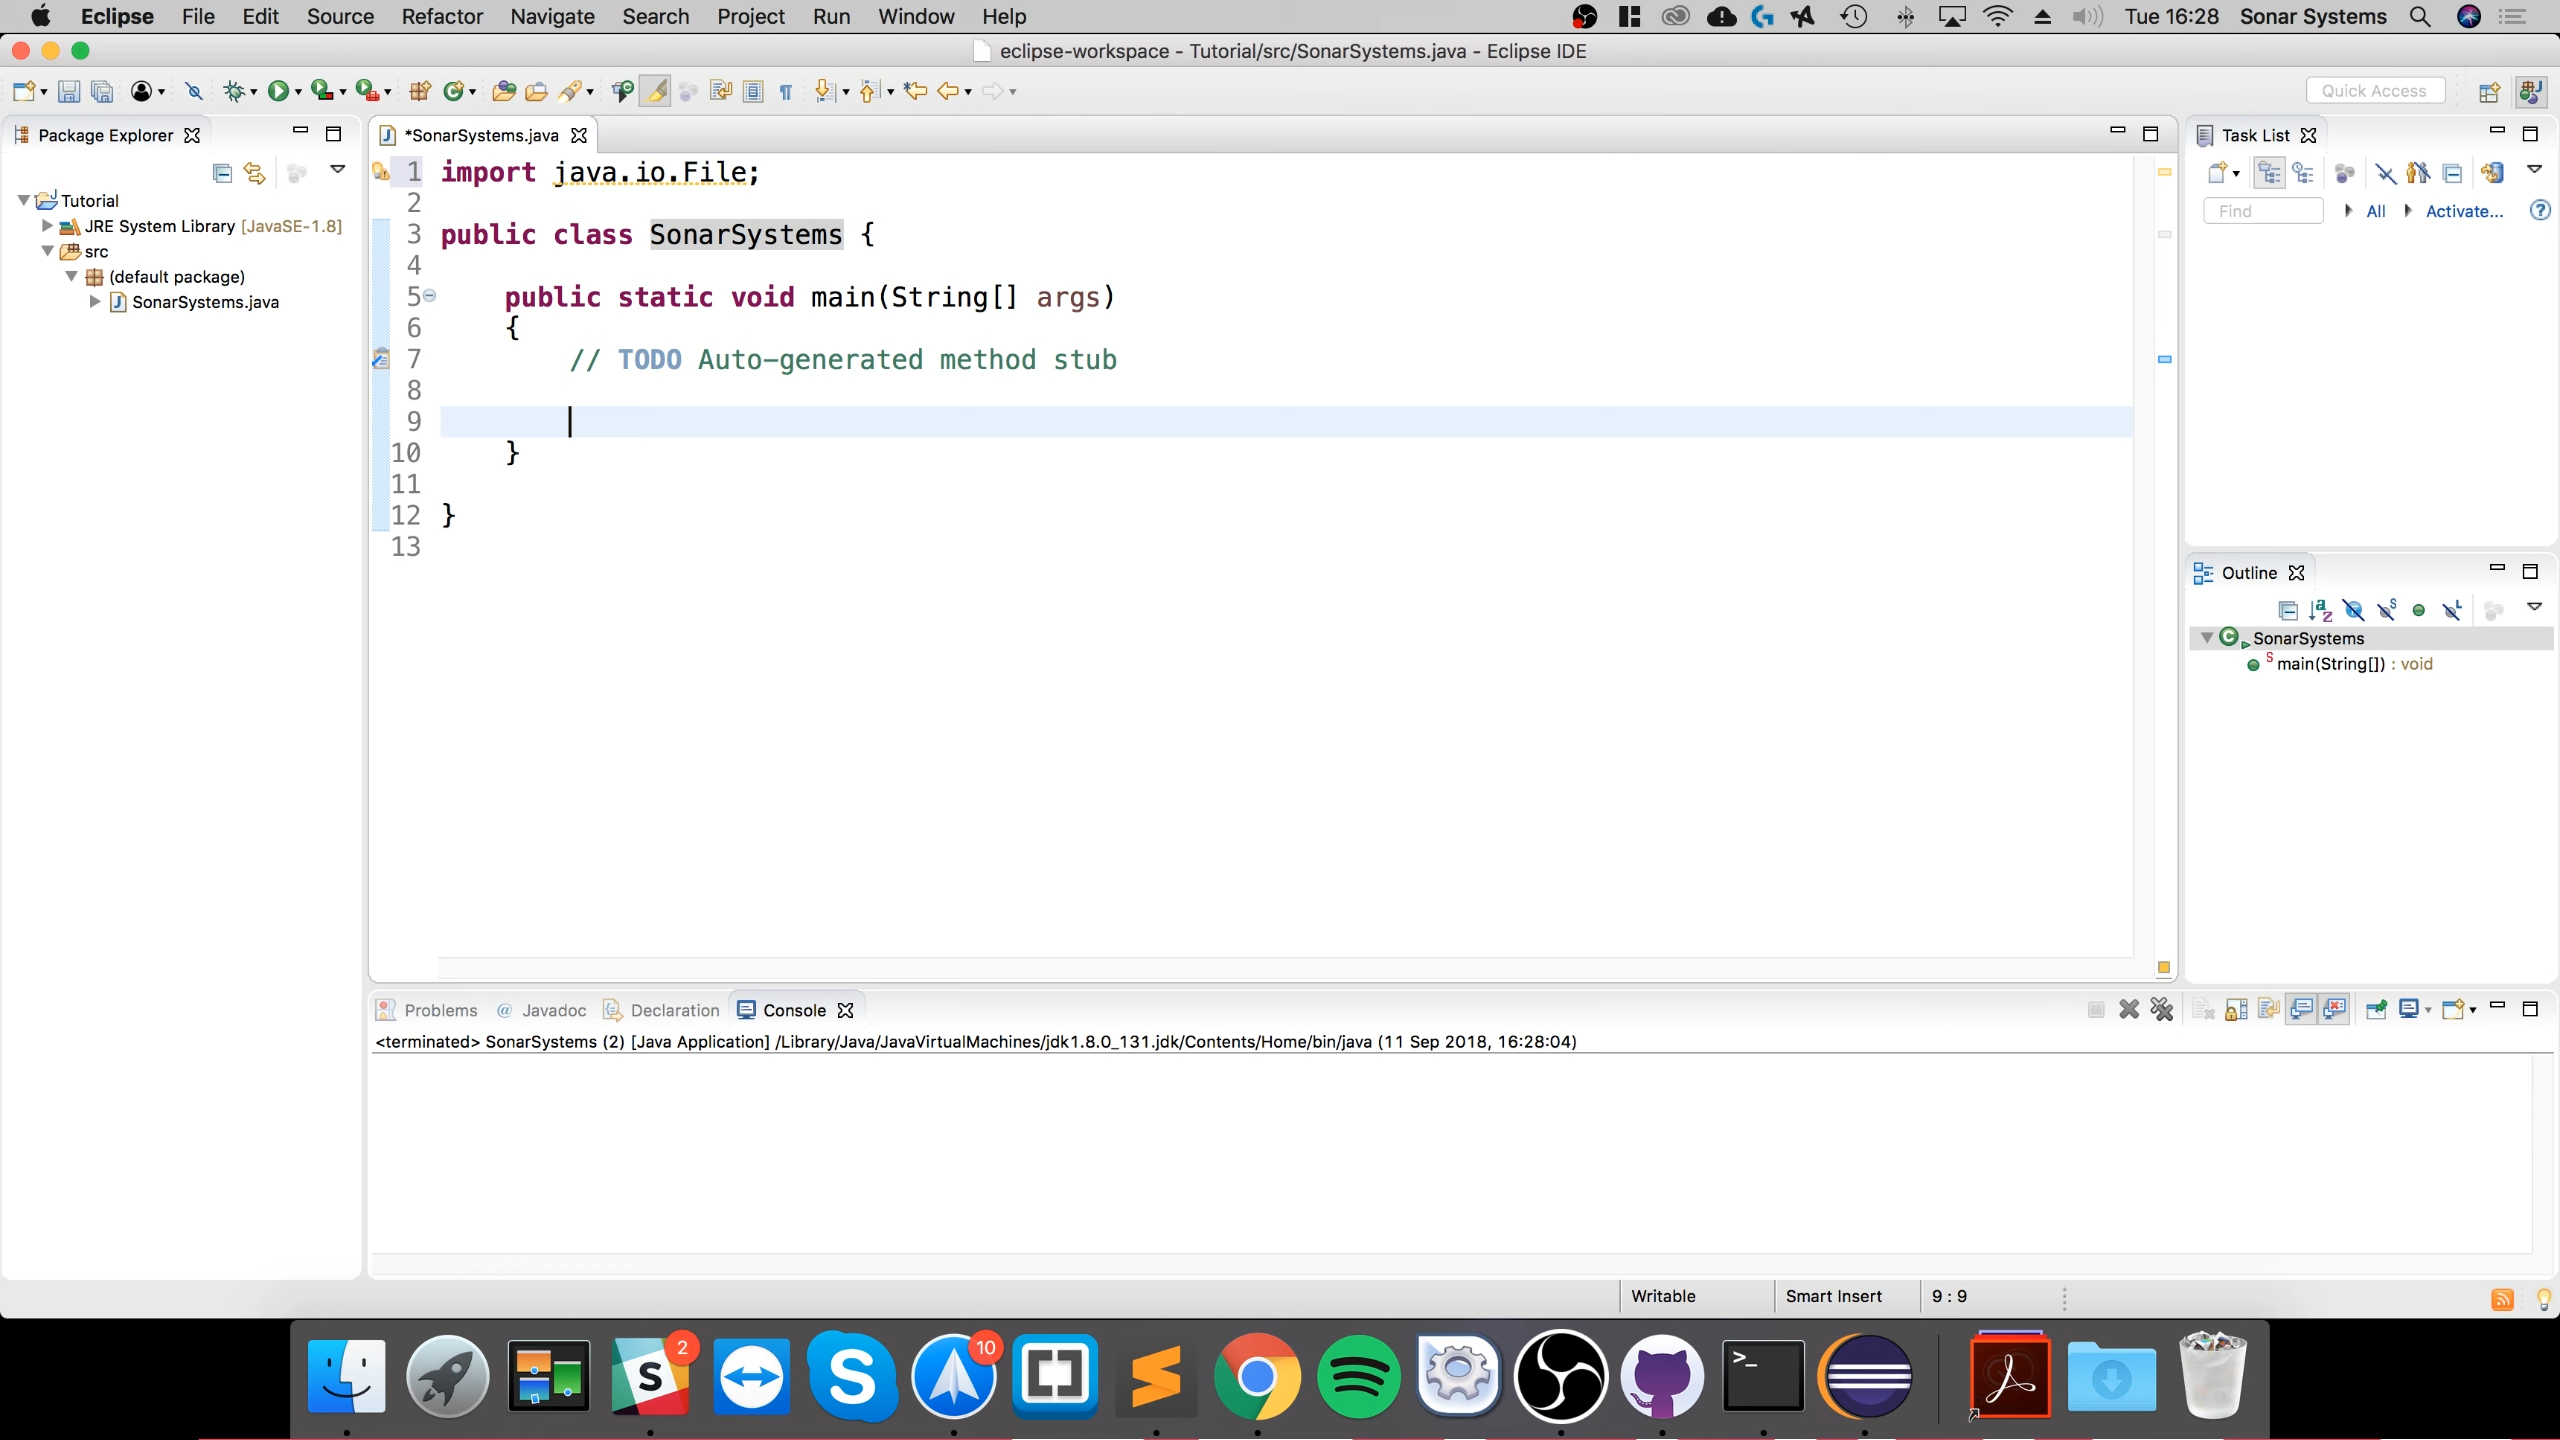 Eclipse File Edit Source Refactor Navigate Search Project Run Window Help Tue 16:28 Sonar Systems
eclipse-workspace - Tutorial/src/SonarSystems.java - Eclipse IDE
Quick Access
Package Explorer
Tutorial
JRE System Library [JavaSE-1.8]
src
(default package)
SonarSystems.java
*SonarSystems.java
1 import java.io.File;
2
3 public class SonarSystems {
4
5 public static void main(String[] args)
6 {
7 // TODO Auto-generated method stub
8
9
10 }
11
12 }
13
Task List
Find All Activate...
Outline
SonarSystems
main(String[]) : void
Problems @ Javadoc Declaration Console
<terminated> SonarSystems (2) [Java Application] /Library/Java/JavaVirtualMachines/jdk1.8.0_131.jdk/Contents/Home/bin/java (11 Sep 2018, 16:28:04)
Writable Smart Insert 9 : 9
2
10